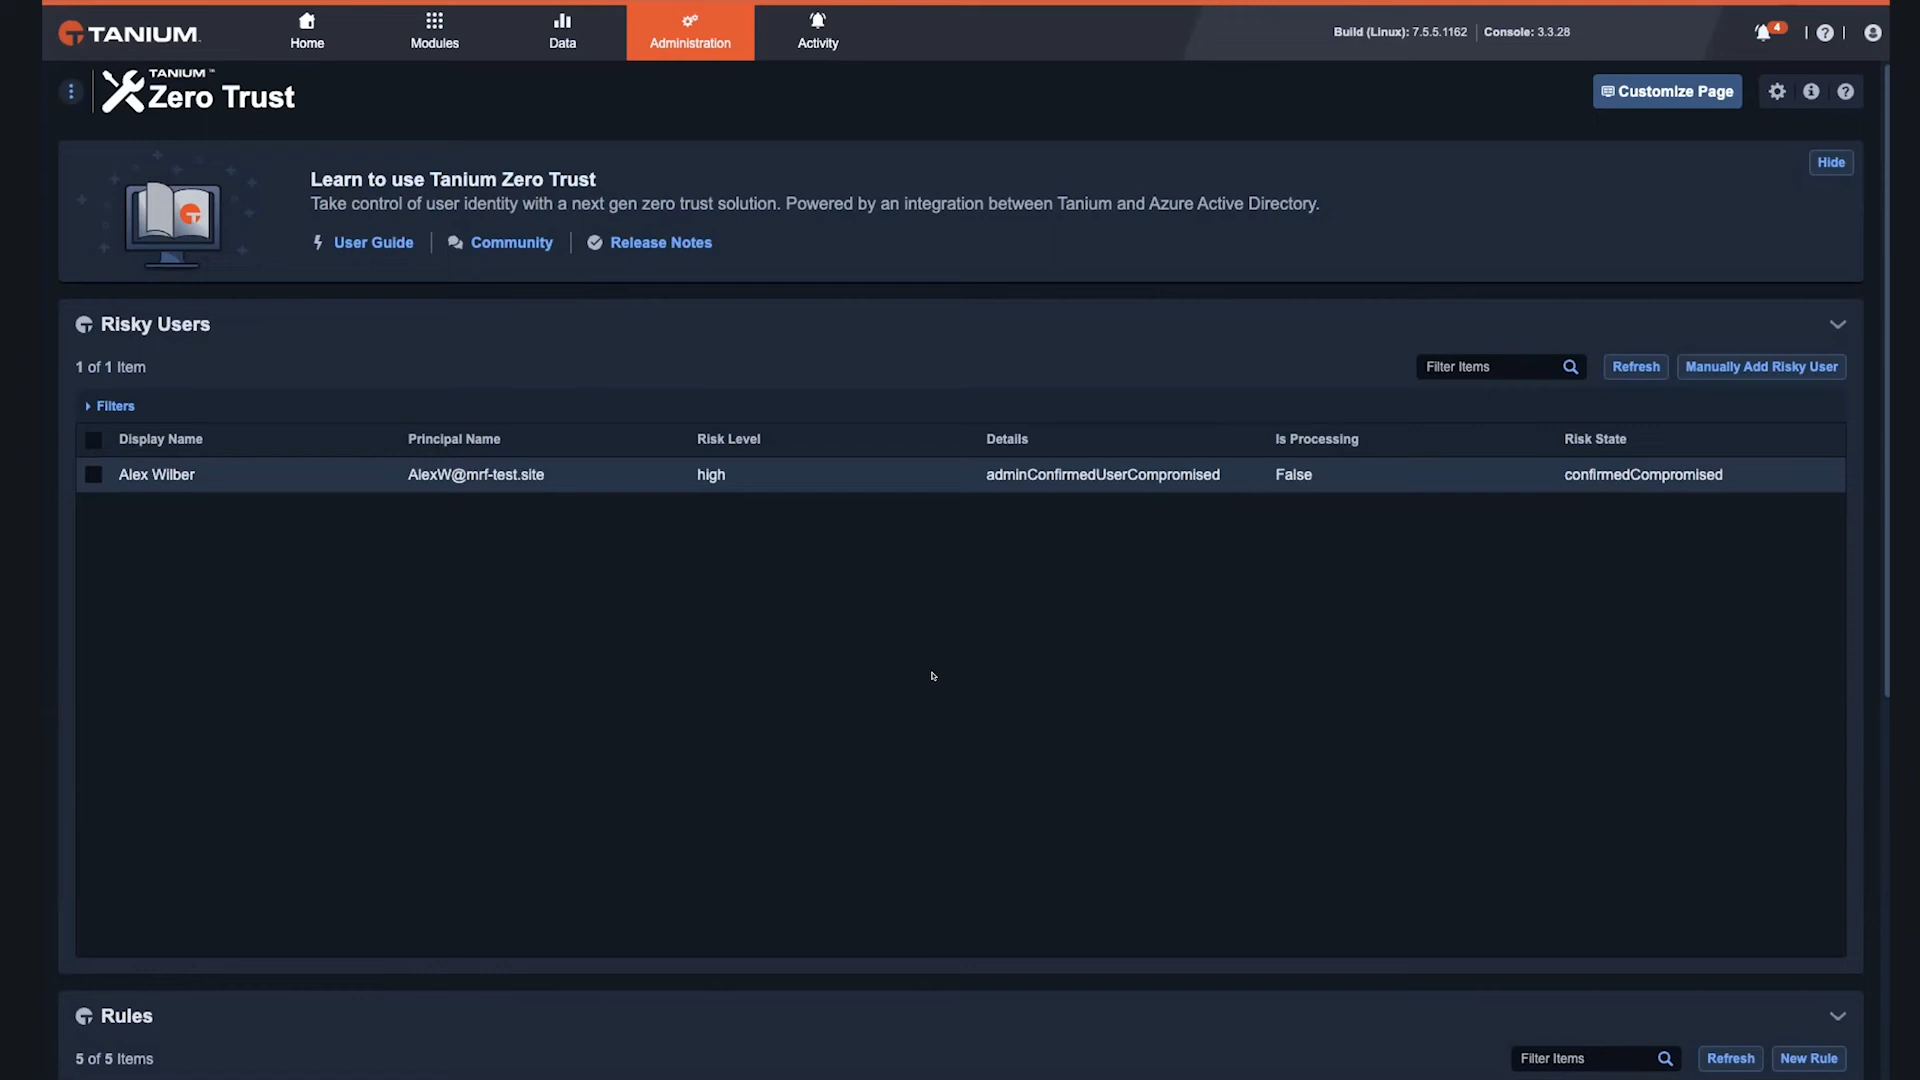 TANIUM
Home
Modules
Data
Administration
Activity
Build (Linux): 7.5.5.1162
Console: 3.3.28
4
TANIUM™
Zero Trust
Customize Page
Learn to use Tanium Zero Trust
Hide
Take control of user identity with a next gen zero trust solution. Powered by an integration between Tanium and Azure Active Directory.
User Guide
Community
Release Notes
Risky Users
1 of 1 Item
Filter Items
Refresh
Manually Add Risky User
Filters
Display Name Principal Name Risk Level Details Is Processing Risk State
Alex Wilber AlexW@mrf-test.site high adminConfirmedUserCompromised False confirmedCompromised
Rules
5 of 5 Items
Filter Items
Refresh
New Rule